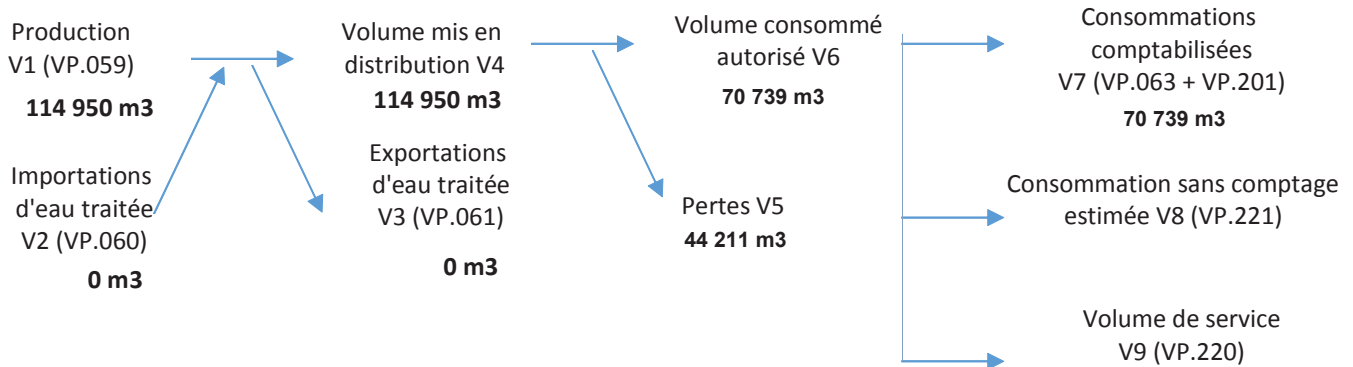 Production
V1 (VP.059)
114 950 m3
Importations
d'eau traitée
V2 (VP.060)
0 m3
Volume mis en
distribution V4
114 950 m3
Exportations
d'eau traitée
V3 (VP.061)
0 m3
Volume consommé
autorisé V6
70 739 m3
Pertes V5
44 211 m3
Consommations
comptabilisées
V7 (VP.063 + VP.201)
70 739 m3
Consommation sans comptage
estimée V8 (VP.221)
Volume de service
V9 (VP.220)